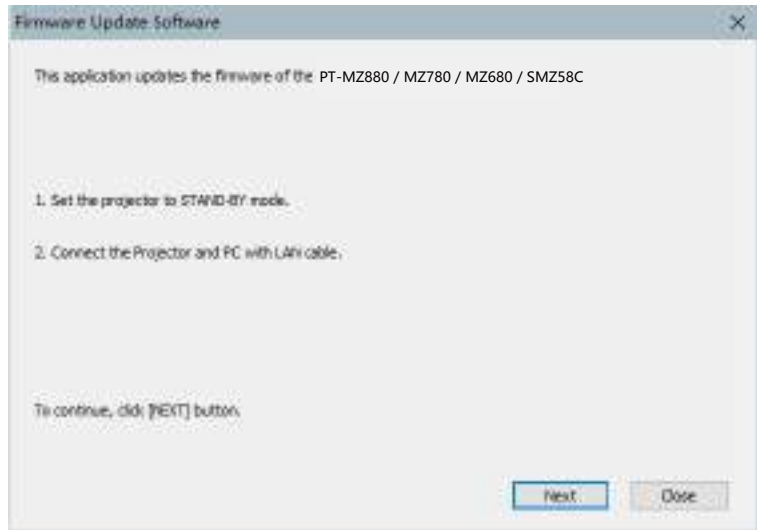 Firmware Update Software
This application updates the firmware of the PT-MZ880 / MZ780 / MZ680 / SMZ58C
1. Set the projector to STAND-BY mode.
2. Connect the Projector and PC with LAN cable.
To continue, click [NEXT] button.
Next
Close